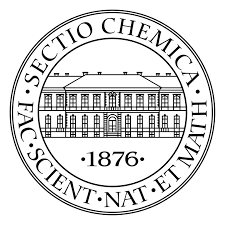 · SECTIO CHEMICA ·
FAC · SCIENT · NAT · ET MATH
· 1876 ·